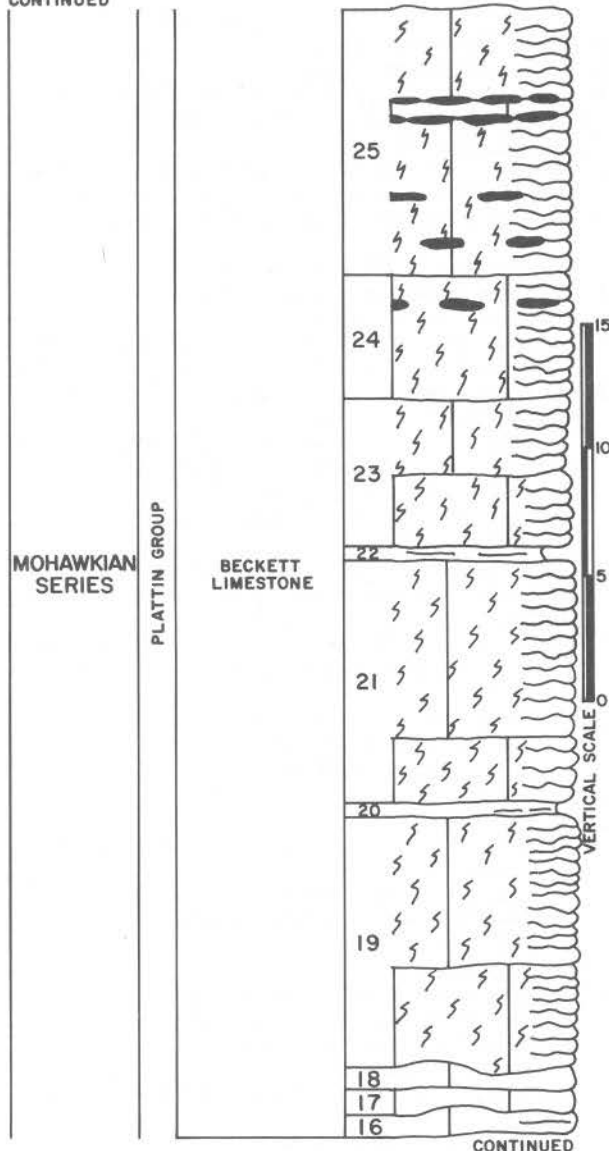 CONTINUED
25
24
23
22
21
20
19
18
17
16
MOHAWKIAN
SERIES
PLATTIN GROUP
BECKETT
LIMESTONE
15
10
5
0
VERTICAL SCALE
CONTINUED